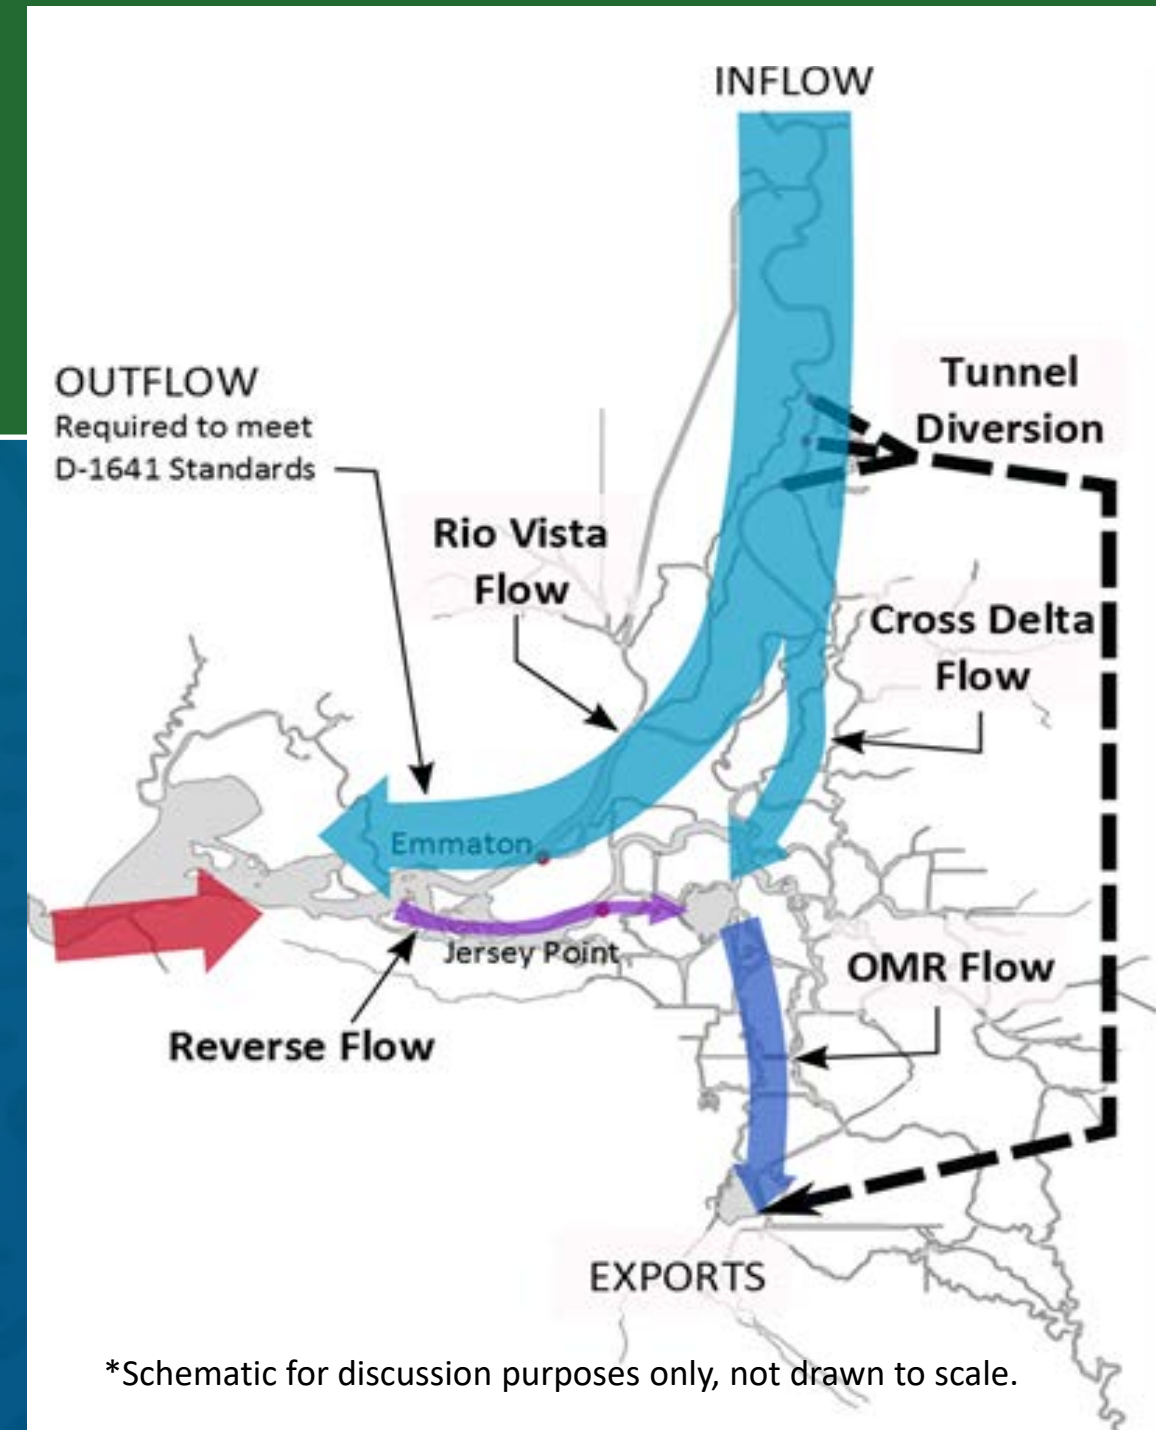 INFLOW
OUTFLOW
Required to meet
D-1641 Standards
Tunnel
Diversion
Rio Vista
Flow
Cross Delta
Flow
Emmaton
Jersey Point
OMR Flow
Reverse Flow
EXPORTS
*Schematic for discussion purposes only, not drawn to scale.